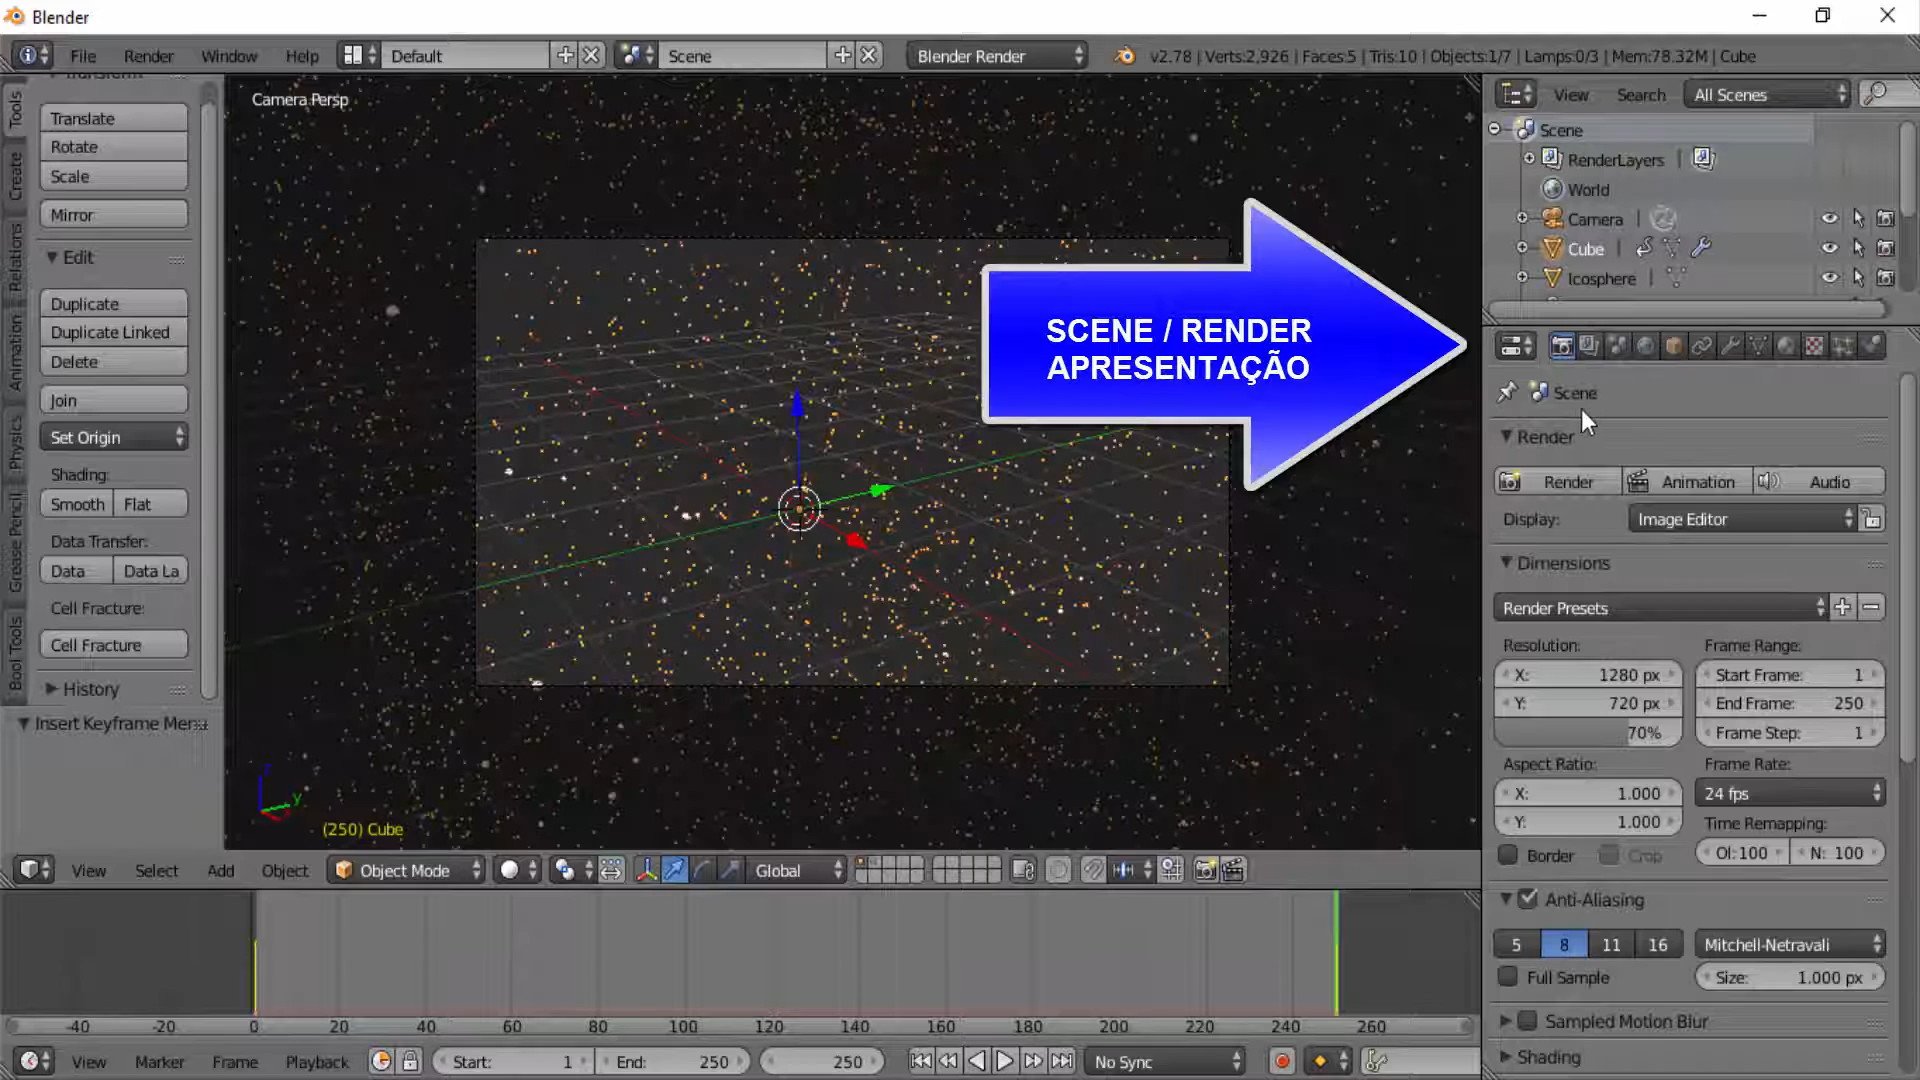 Blender
File Render Window Help Default Scene Blender Render v2.78 | Verts:2,926 | Faces:5 | Tris:10 | Objects:1/7 | Lamps:0/3 | Mem:78.32M | Cube
Transform
Tools
Create
Relations
Animation
Physics
Grease Pencil
Bool Tools
Translate
Rotate
Scale
Mirror
Edit
Duplicate
Duplicate Linked
Delete
Join
Set Origin
Shading:
Smooth Flat
Data Transfer:
Data Data La
Cell Fracture:
Cell Fracture
History
Insert Keyframe Men
Camera Persp
SCENE / RENDER
APRESENTAÇÃO
Z
Y
(250) Cube
View Search All Scenes
Scene
RenderLayers |
World
Camera |
Cube |
Icosphere |
Scene
Render
Render Animation Audio
Display: Image Editor
Dimensions
Render Presets
Resolution: Frame Range:
X: 1280 px Start Frame: 1
Y: 720 px End Frame: 250
70% Frame Step: 1
Aspect Ratio: Frame Rate:
X: 1.000 24 fps
Y: 1.000 Time Remapping:
Border Crop Ol:100 N: 100
Anti-Aliasing
5 8 11 16 Mitchell-Netravali
Full Sample Size: 1.000 px
Sampled Motion Blur
Shading
View Select Add Object Object Mode Global
-40 -20 0 20 40 60 80 100 120 140 160 180 200 220 240 260
View Marker Frame Playback Start: 1 End: 250 250 No Sync